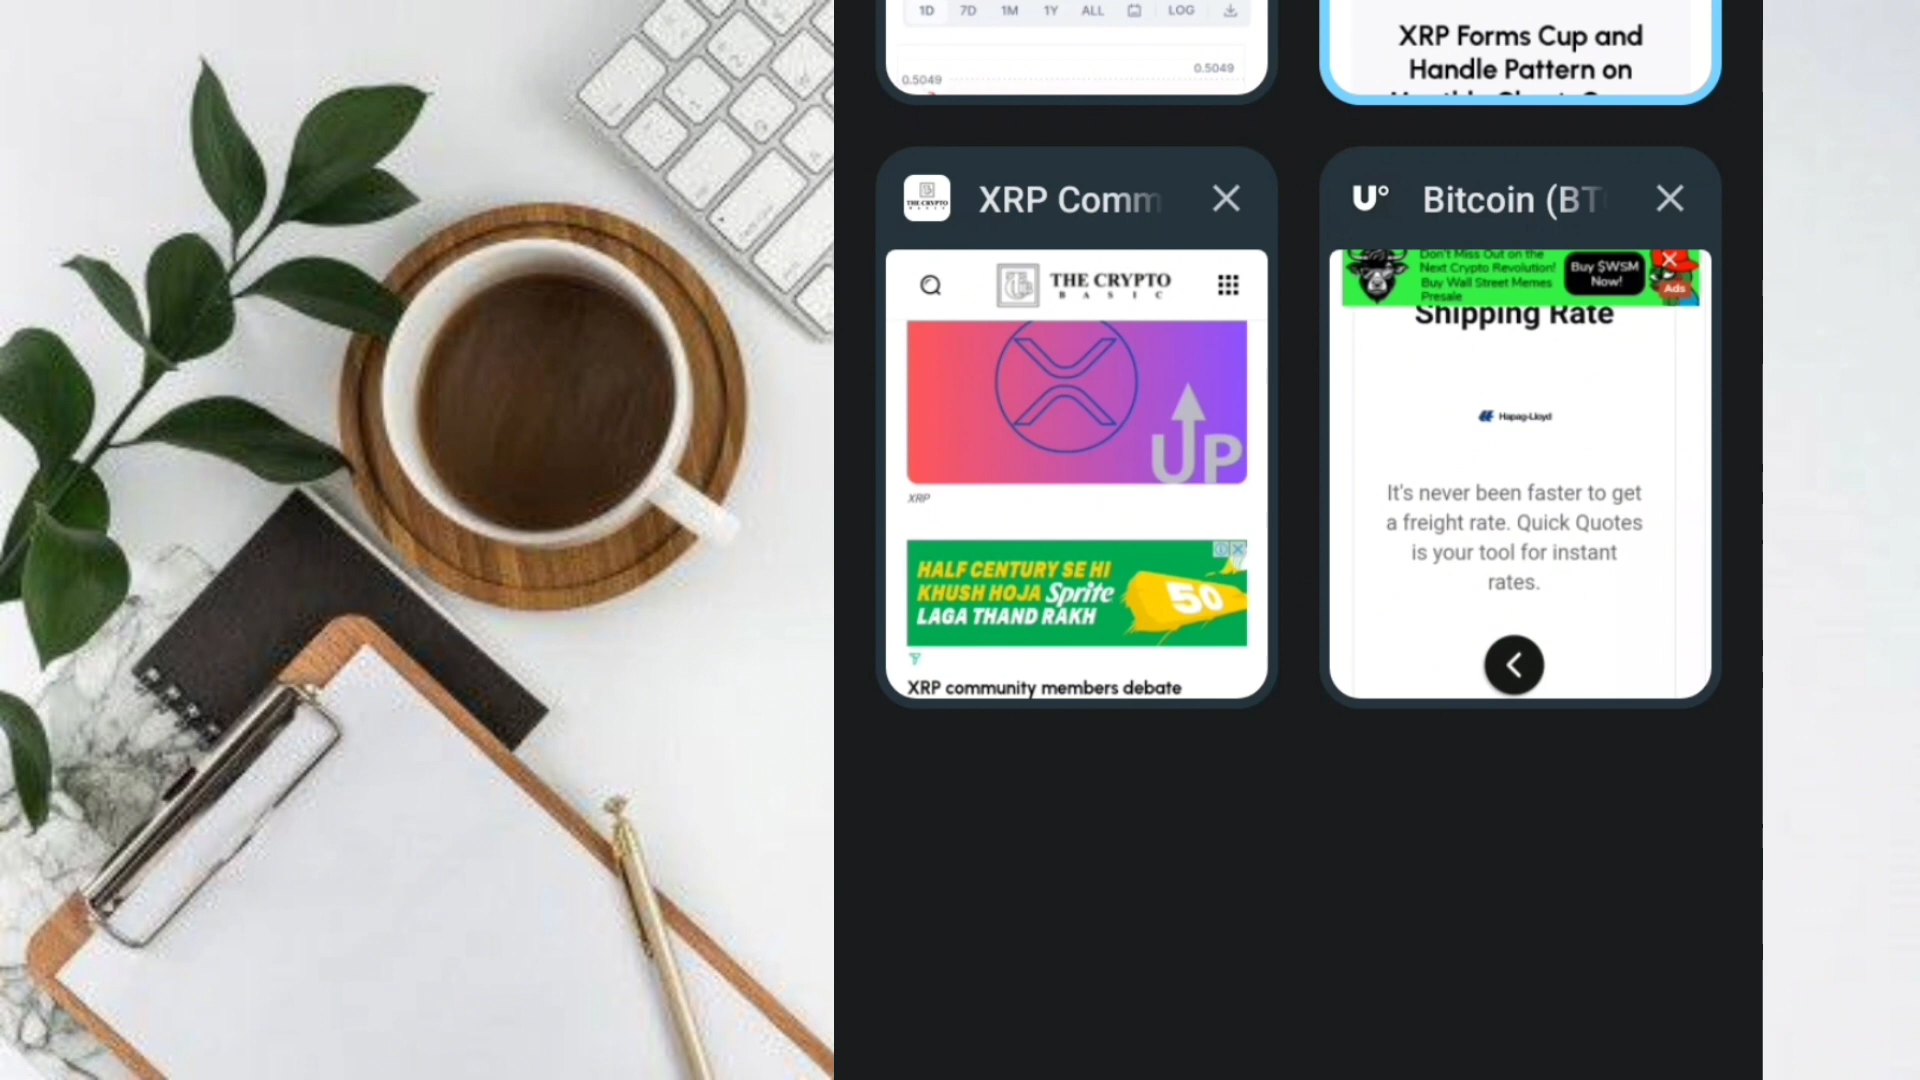 1D 7D 1M 1Y ALL LOG
0.5049
0.5049
XRP Forms Cup and
Handle Pattern on
XRP Comm
THE CRYPTO
BASIC
UP
XRP
HALF CENTURY SE HI
KHUSH HOJA Sprite
LAGA THAND RAKH
50
XRP community members debate
U°
Bitcoin (BT
Don't Miss Out on the
Next Crypto Revolution!
Buy Wall Street Memes
Presale
Buy $WSM
Now!
Ads
Shipping Rate
Hapag-Lloyd
It's never been faster to get
a freight rate. Quick Quotes
is your tool for instant
rates.